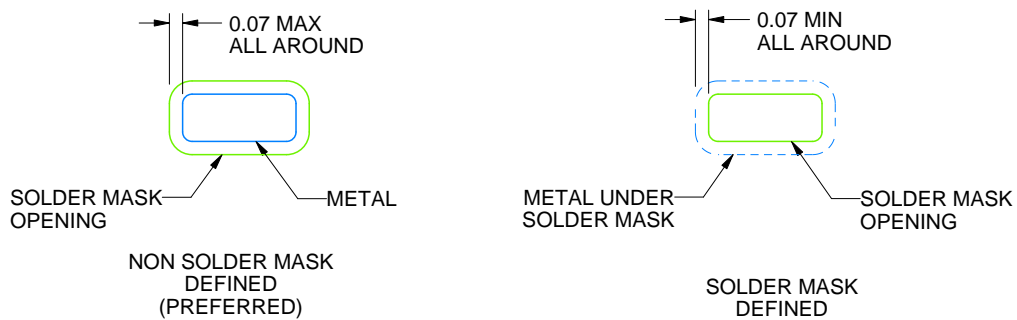 0.07 MAX
ALL AROUND
SOLDER MASK
OPENING
METAL
NON SOLDER MASK
DEFINED
(PREFERRED)
0.07 MIN
ALL AROUND
METAL UNDER
SOLDER MASK
SOLDER MASK
OPENING
SOLDER MASK
DEFINED